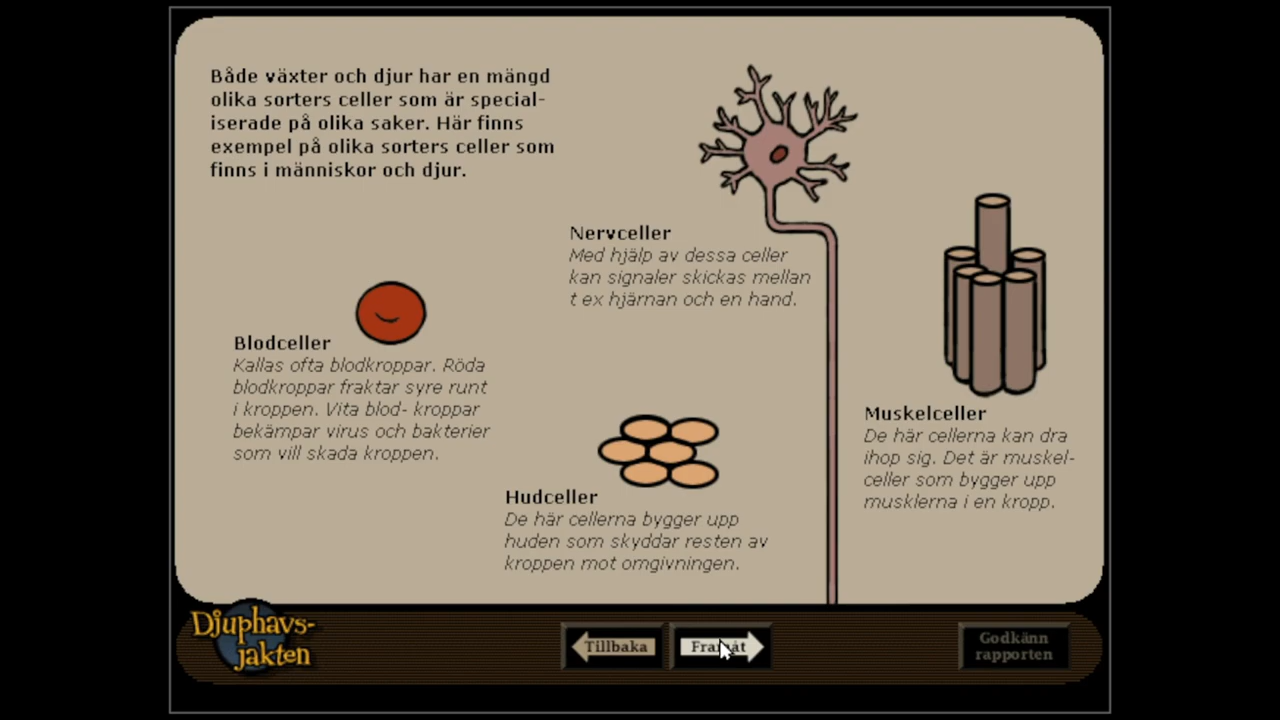 Både växter och djur har en mängd
olika sorters celler som är special-
iserade på olika saker. Här finns
exempel på olika sorters celler som
finns i människor och djur.
Nervceller
Med hjälp av dessa celler
kan signaler skickas mellan
t ex hjärnan och en hand.
Blodceller
Kallas ofta blodkroppar. Röda
blodkroppar fraktar syre runt
i kroppen. Vita blod- kroppar
bekämpar virus och bakterier
som vill skada kroppen.
Muskelceller
De här cellerna kan dra
ihop sig. Det är muskel-
celler som bygger upp
musklerna i en kropp.
Hudceller
De här cellerna bygger upp
huden som skyddar resten av
kroppen mot omgivningen.
Djuphavs-
jakten
Tillbaka
Framåt
Godkänn
rapporten